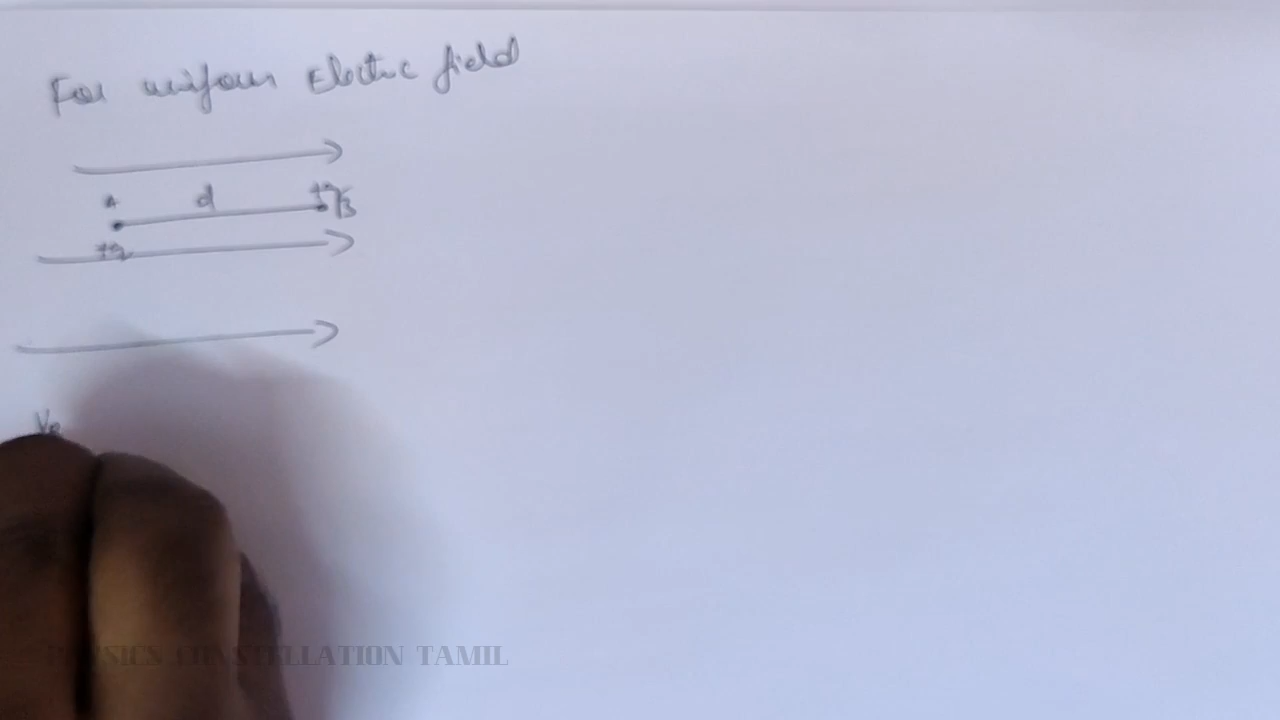 For uniform Electric field
A d +q B
+q
PHYSICS CONSTELLATION TAMIL